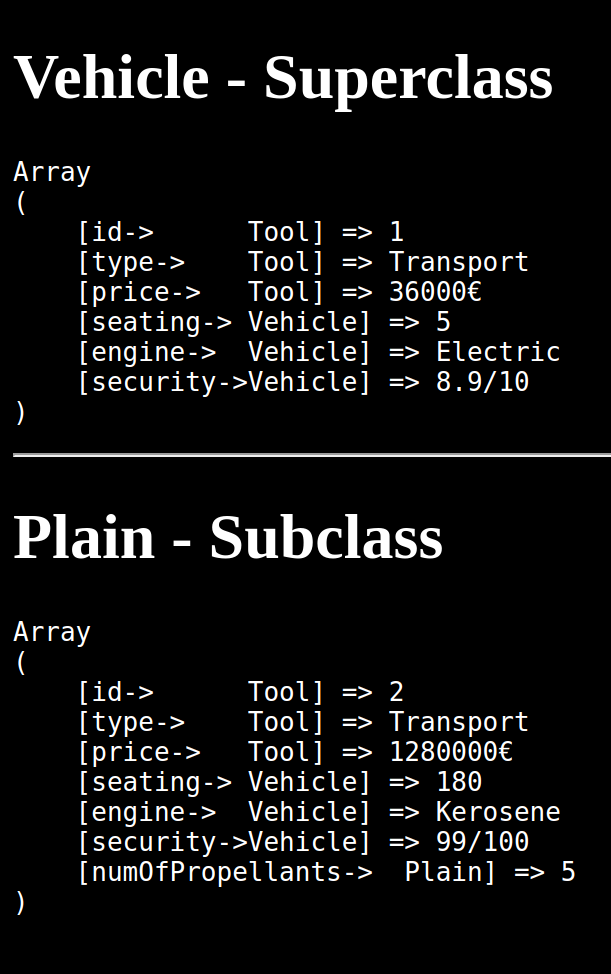 Vehicle - Superclass
Array
(
    [id->      Tool] => 1
    [type->    Tool] => Transport
    [price->   Tool] => 36000€
    [seating-> Vehicle] => 5
    [engine->  Vehicle] => Electric
    [security->Vehicle] => 8.9/10
)
Plain - Subclass
Array
(
    [id->      Tool] => 2
    [type->    Tool] => Transport
    [price->   Tool] => 1280000€
    [seating-> Vehicle] => 180
    [engine->  Vehicle] => Kerosene
    [security->Vehicle] => 99/100
    [numOfPropellants->  Plain] => 5
)